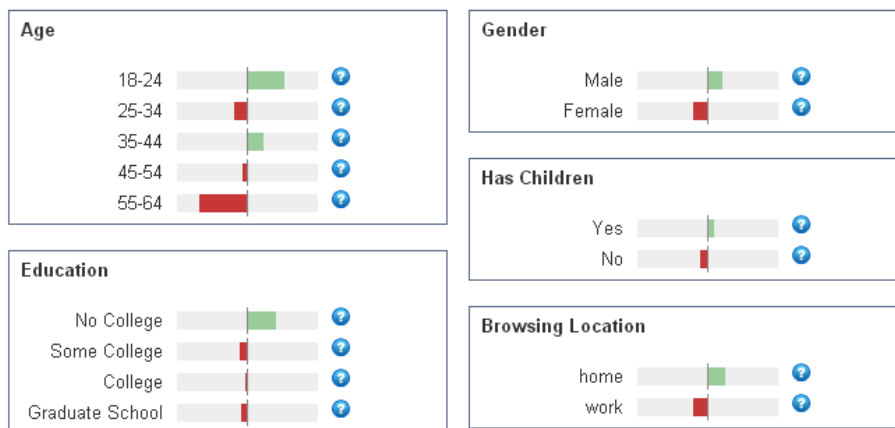 Age
18-24
25-34
35-44
45-54
55-64
Education
No College
Some College
College
Graduate School
Gender
Male
Female
Has Children
Yes
No
Browsing Location
home
work